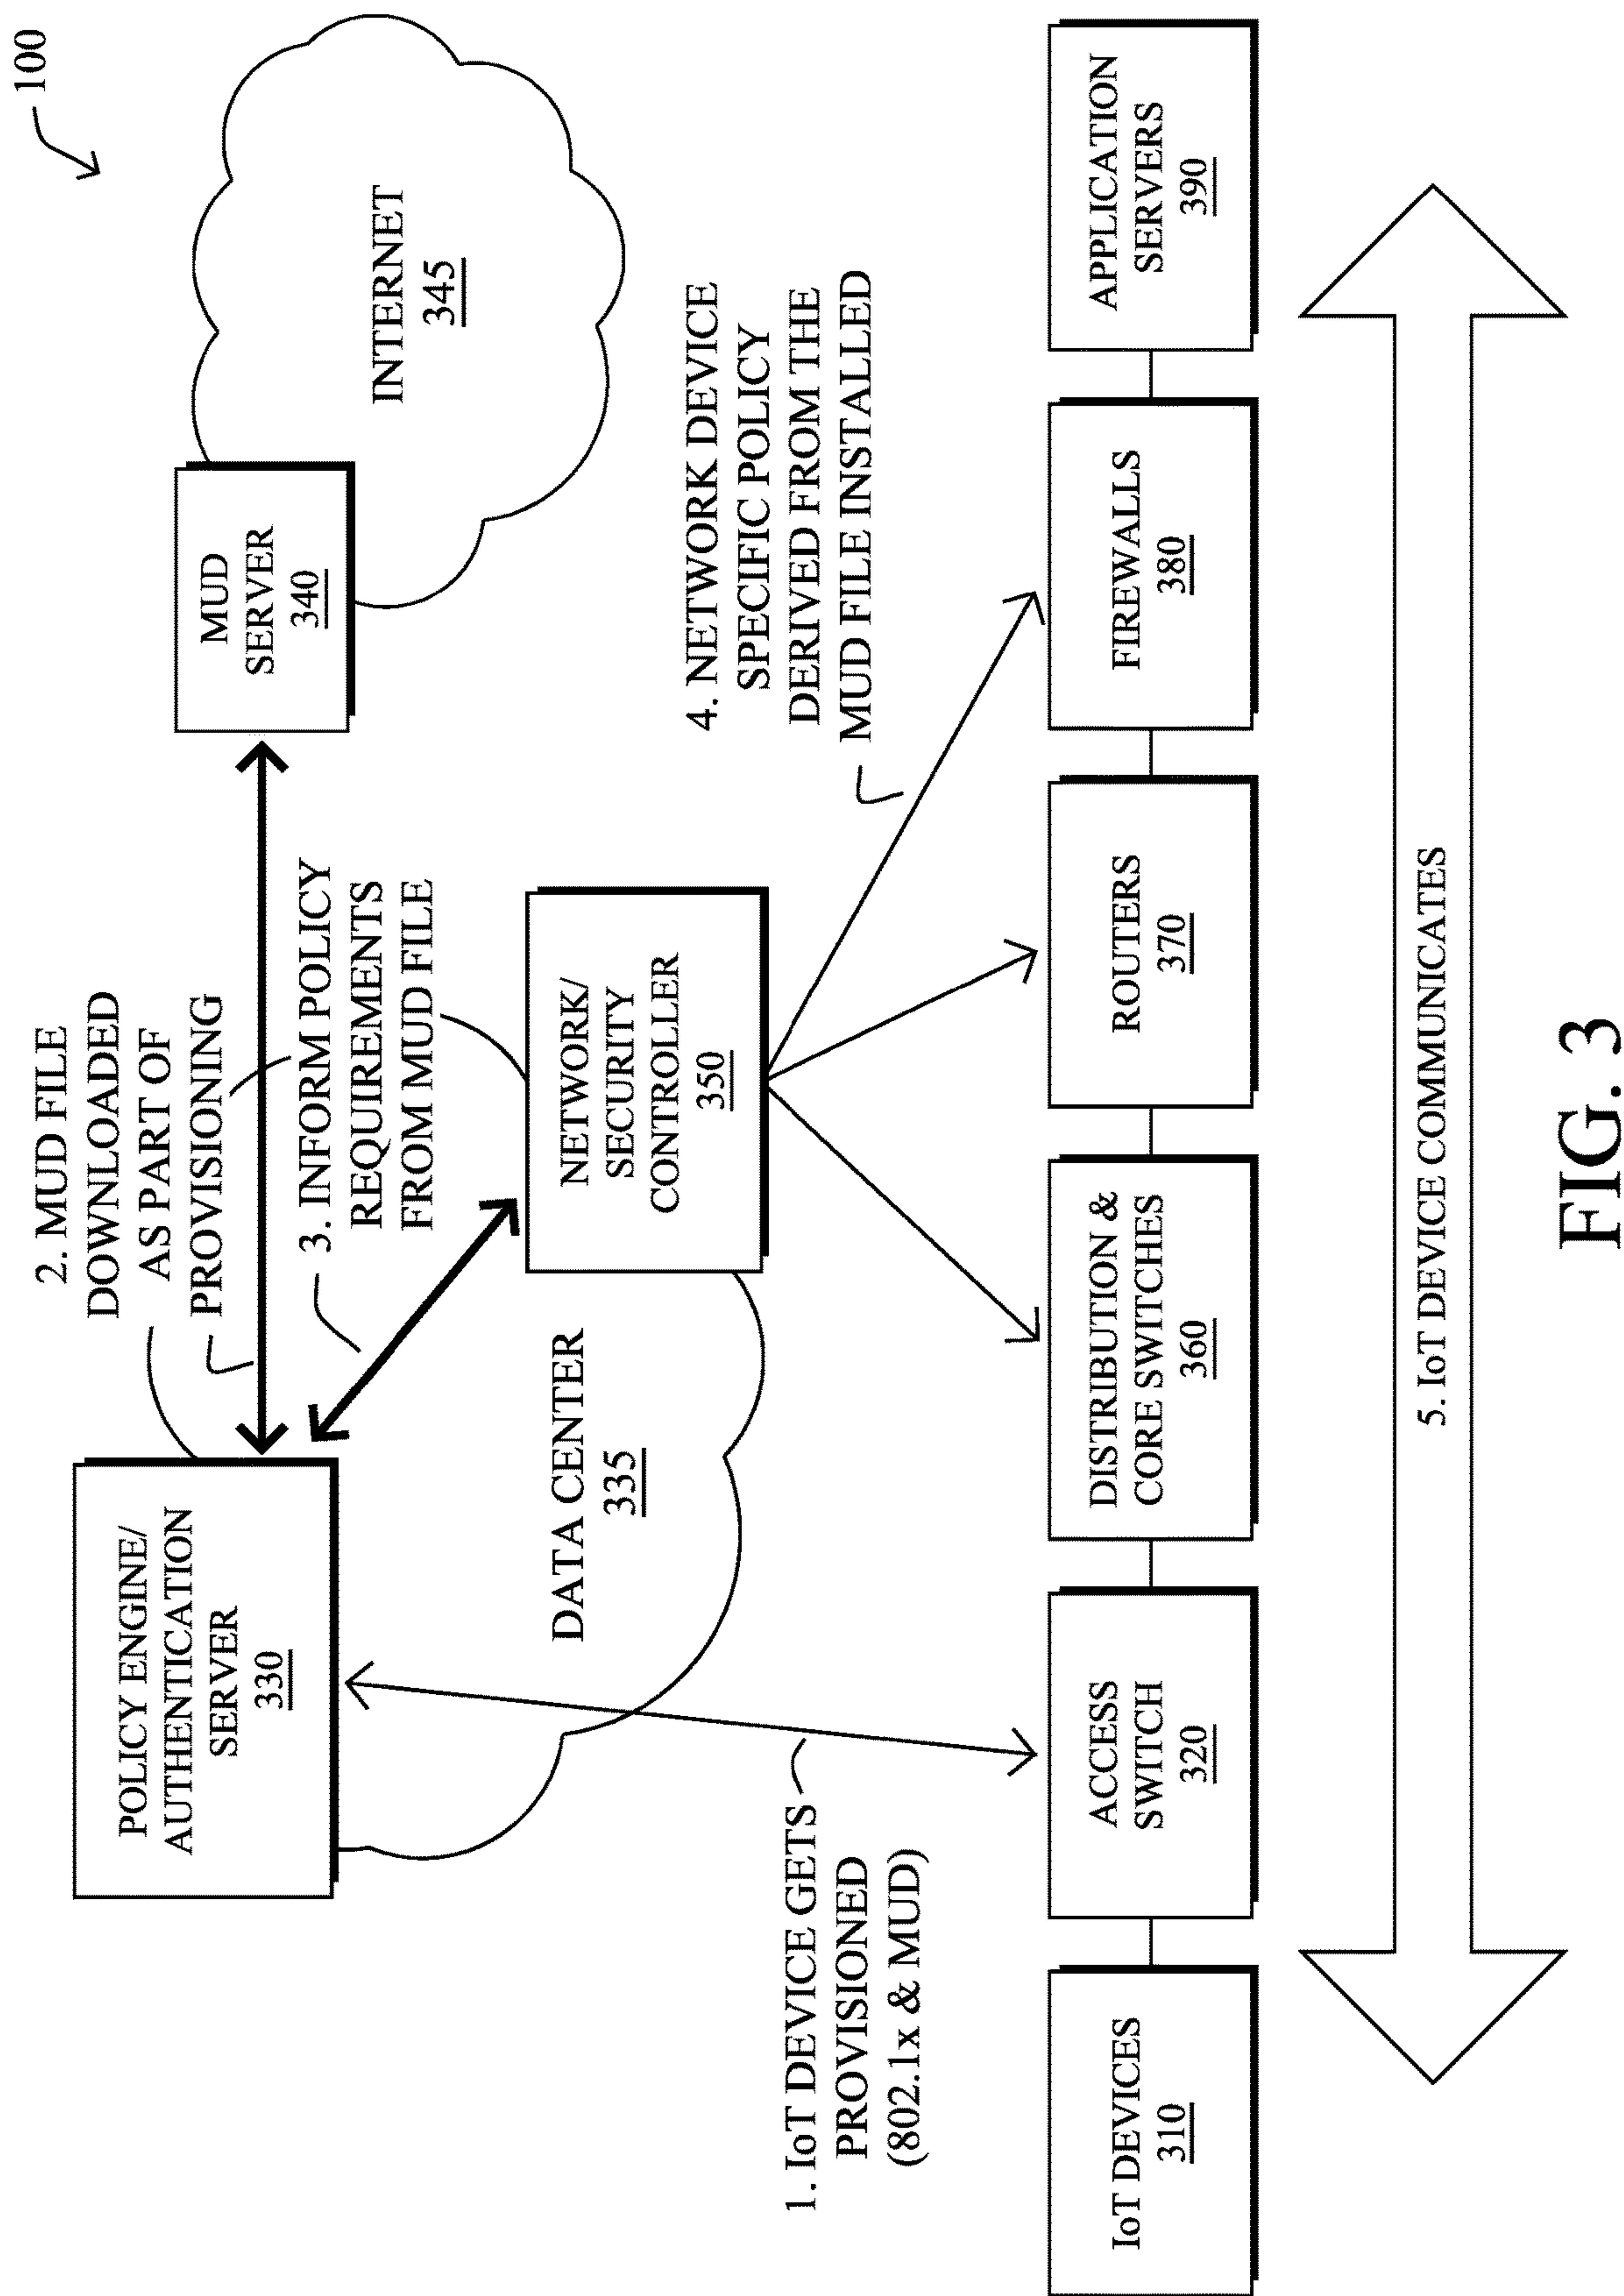 100
2. MUD FILE
DOWNLOADED
AS PART OF
PROVISIONING
POLICY ENGINE/
AUTHENTICATION
SERVER
330
MUD
SERVER
340
INTERNET
345
3. INFORM POLICY
REQUIREMENTS
FROM MUD FILE
DATA CENTER
335
NETWORK/
SECURITY
CONTROLLER
350
4. NETWORK DEVICE
SPECIFIC POLICY
DERIVED FROM THE
MUD FILE INSTALLED
1. IoT DEVICE GETS
PROVISIONED
(802.1x & MUD)
IoT DEVICES
310
ACCESS
SWITCH
320
DISTRIBUTION &
CORE SWITCHES
360
ROUTERS
370
FIREWALLS
380
APPLICATION
SERVERS
390
5. IoT DEVICE COMMUNICATES
FIG. 3